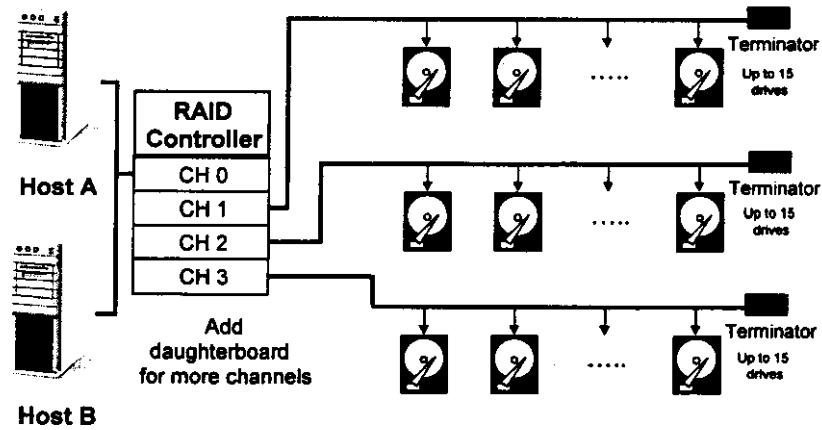 RAID
Controller
CH 0
CH 1
CH 2
CH 3
Host A
Host B
Add
daughterboard
for more channels
Terminator
Up to 15
drives
Terminator
Up to 15
drives
Terminator
Up to 15
drives
.....
.....
.....